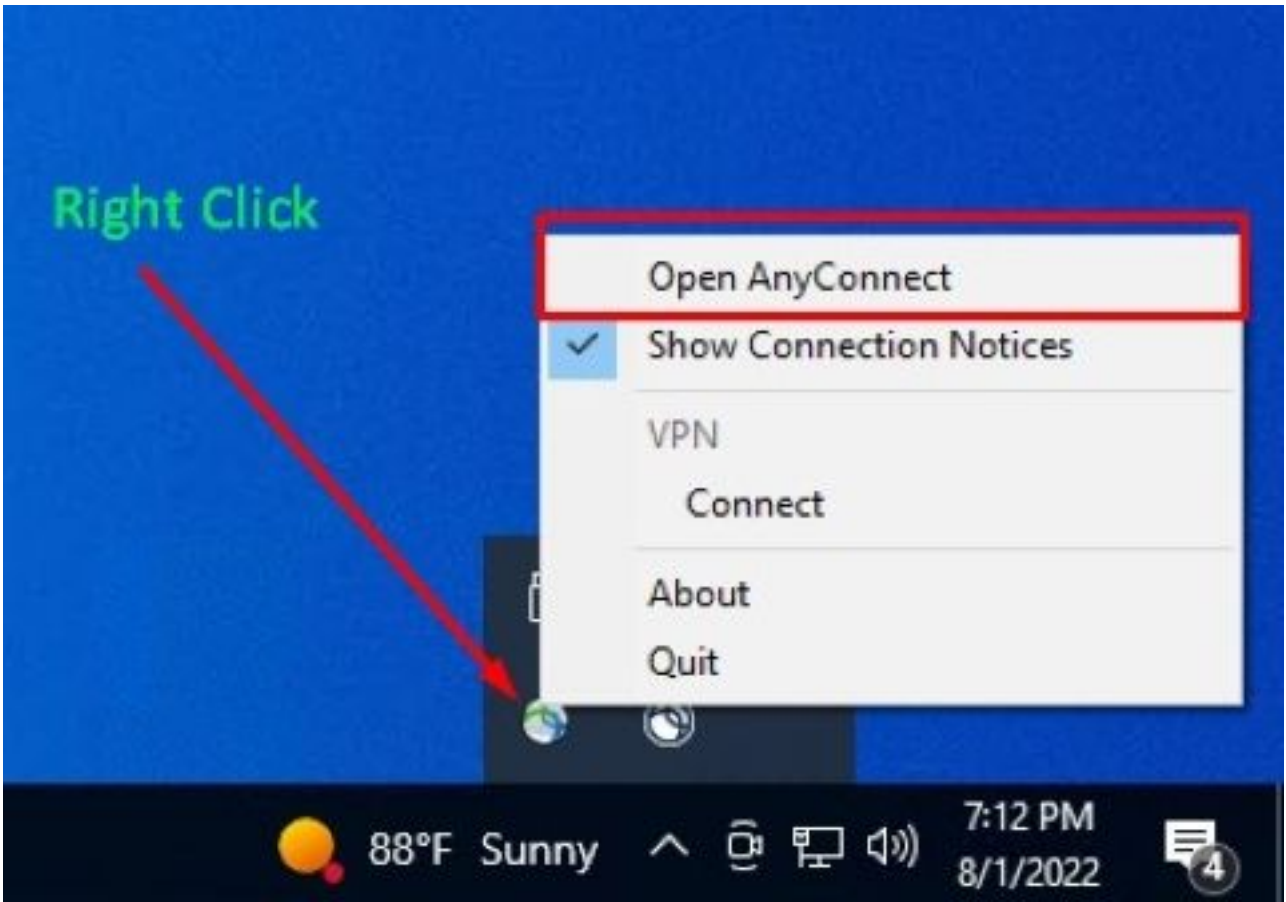 Right Click
Open AnyConnect
Show Connection Notices
VPN
Connect
About
Quit
88°F Sunny
7:12 PM
8/1/2022
4